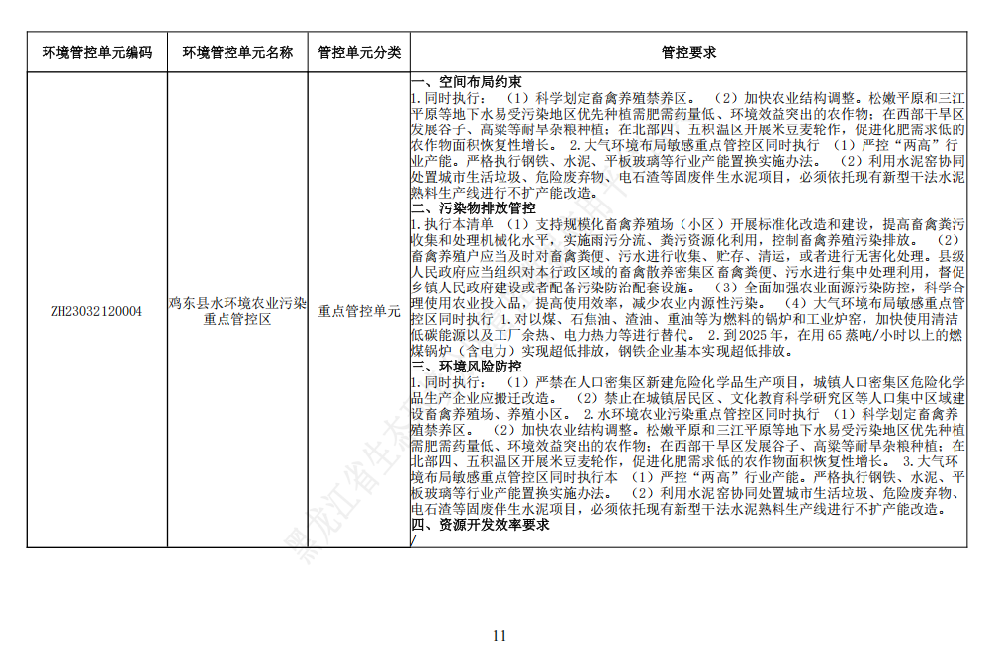 环境管控单元编码 环境管控单元名称 管控单元分类 管控要求
ZH23032120004
鸡东县水环境农业污染
重点管控区
重点管控单元
一、空间布局约束
1.同时执行： （1）科学划定畜禽养殖禁养区。 （2）加快农业结构调整。松嫩平原和三江
平原等地下水易受污染地区优先种植需肥需药量低、环境效益突出的农作物；在西部干旱区
发展谷子、高粱等耐旱杂粮种植；在北部四、五积温区开展米豆麦轮作，促进化肥需求低的
农作物面积恢复性增长。 2.大气环境布局敏感重点管控区同时执行 （1）严控“两高”行
业产能。严格执行钢铁、水泥、平板玻璃等行业产能置换实施办法。 （2）利用水泥窑协同
处置城市生活垃圾、危险废弃物、电石渣等固废伴生水泥项目，必须依托现有新型干法水泥
熟料生产线进行不扩产能改造。
二、污染物排放管控
1.执行本清单 （1）支持规模化畜禽养殖场（小区）开展标准化改造和建设，提高畜禽粪污
收集和处理机械化水平，实施雨污分流、粪污资源化利用，控制畜禽养殖污染排放。 （2）
畜禽养殖户应当及时对畜禽粪便、污水进行收集、贮存、清运，或者进行无害化处理。县级
人民政府应当组织对本行政区域的畜禽散养密集区畜禽粪便、污水进行集中处理利用，督促
乡镇人民政府建设或者配备污染防治配套设施。 （3）全面加强农业面源污染防控，科学合
理使用农业投入品，提高使用效率，减少农业内源性污染。 （4）大气环境布局敏感重点管
控区同时执行 1.对以煤、石焦油、渣油、重油等为燃料的锅炉和工业炉窑，加快使用清洁
低碳能源以及工厂余热、电力热力等进行替代。 2.到2025年，在用65蒸吨/小时以上的燃
煤锅炉（含电力）实现超低排放，钢铁企业基本实现超低排放。
三、环境风险防控
1.同时执行： （1）严禁在人口密集区新建危险化学品生产项目，城镇人口密集区危险化学
品生产企业应搬迁改造。 （2）禁止在城镇居民区、文化教育科学研究区等人口集中区域建
设畜禽养殖场、养殖小区。 2.水环境农业污染重点管控区同时执行 （1）科学划定畜禽养
殖禁养区。 （2）加快农业结构调整。松嫩平原和三江平原等地下水易受污染地区优先种植
需肥需药量低、环境效益突出的农作物；在西部干旱区发展谷子、高粱等耐旱杂粮种植；在
北部四、五积温区开展米豆麦轮作，促进化肥需求低的农作物面积恢复性增长。 3.大气环
境布局敏感重点管控区同时执行本 （1）严控“两高”行业产能。严格执行钢铁、水泥、平
板玻璃等行业产能置换实施办法。 （2）利用水泥窑协同处置城市生活垃圾、危险废弃物、
电石渣等固废伴生水泥项目，必须依托现有新型干法水泥熟料生产线进行不扩产能改造。
四、资源开发效率要求
/
黑龙江省生态
11